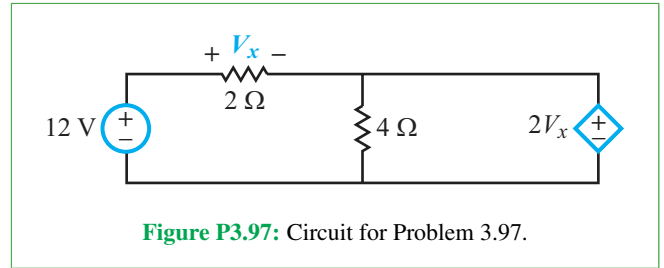 + Vx −
2 Ω
12 V
+
−
4 Ω
2Vx
+
−
Figure P3.97: Circuit for Problem 3.97.